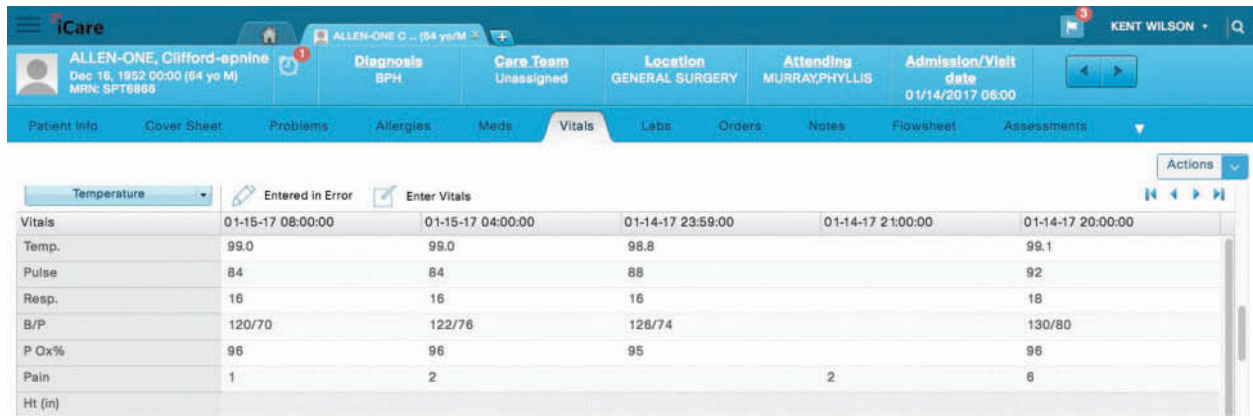 iCare
3
KENT WILSON
ALLEN-ONE C ... (64 yo/M
ALLEN-ONE, Clifford-epnine
1
Dec 16, 1952 00:00 (64 yo M)
MRN: SPT6866
Diagnosis
BPH
Care Team
Unassigned
Location
GENERAL SURGERY
Attending
MURRAY,PHYLLIS
Admission/Visit
date
01/14/2017 06:00
Patient Info Cover Sheet Problems Allergies Meds Vitals Labs Orders Notes Flowsheet Assessments
Actions
Temperature Entered in Error Enter Vitals
Vitals 01-15-17 08:00:00 01-15-17 04:00:00 01-14-17 23:59:00 01-14-17 21:00:00 01-14-17 20:00:00
Temp. 99.0 99.0 98.8 99.1
Pulse 84 84 88 92
Resp. 16 16 16 18
B/P 120/70 122/76 126/74 130/80
P Ox% 96 96 95 96
Pain 1 2 2 6
Ht (in)